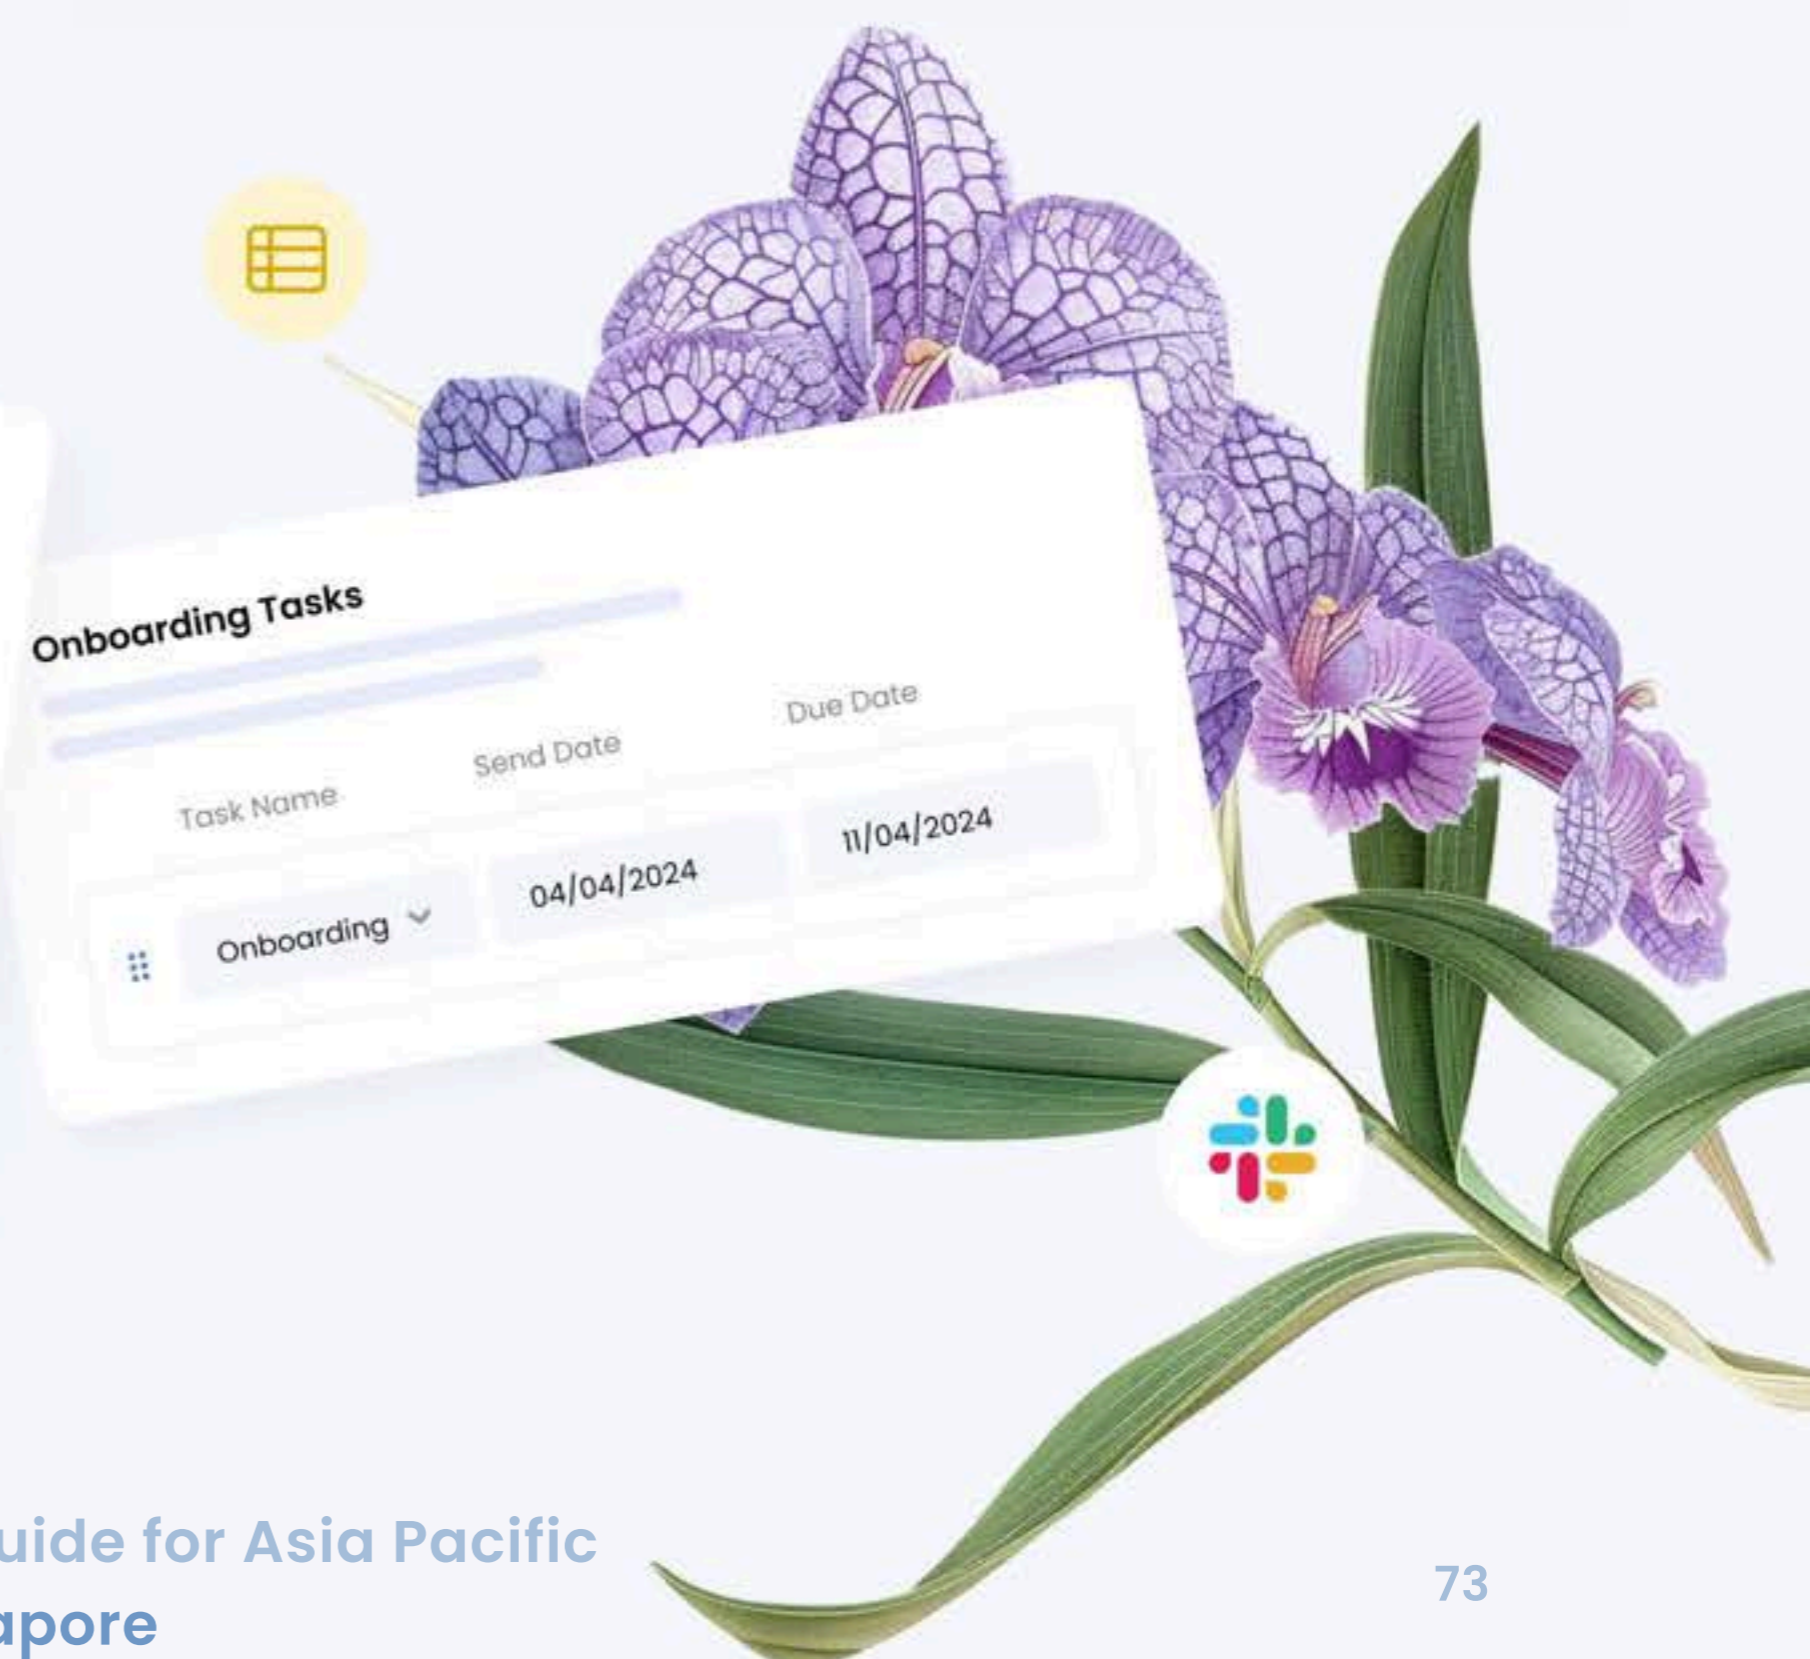 Onboarding Tasks
Task Name
Send Date
Due Date
Onboarding
04/04/2024
11/04/2024
uide for Asia Pacific
apore
73